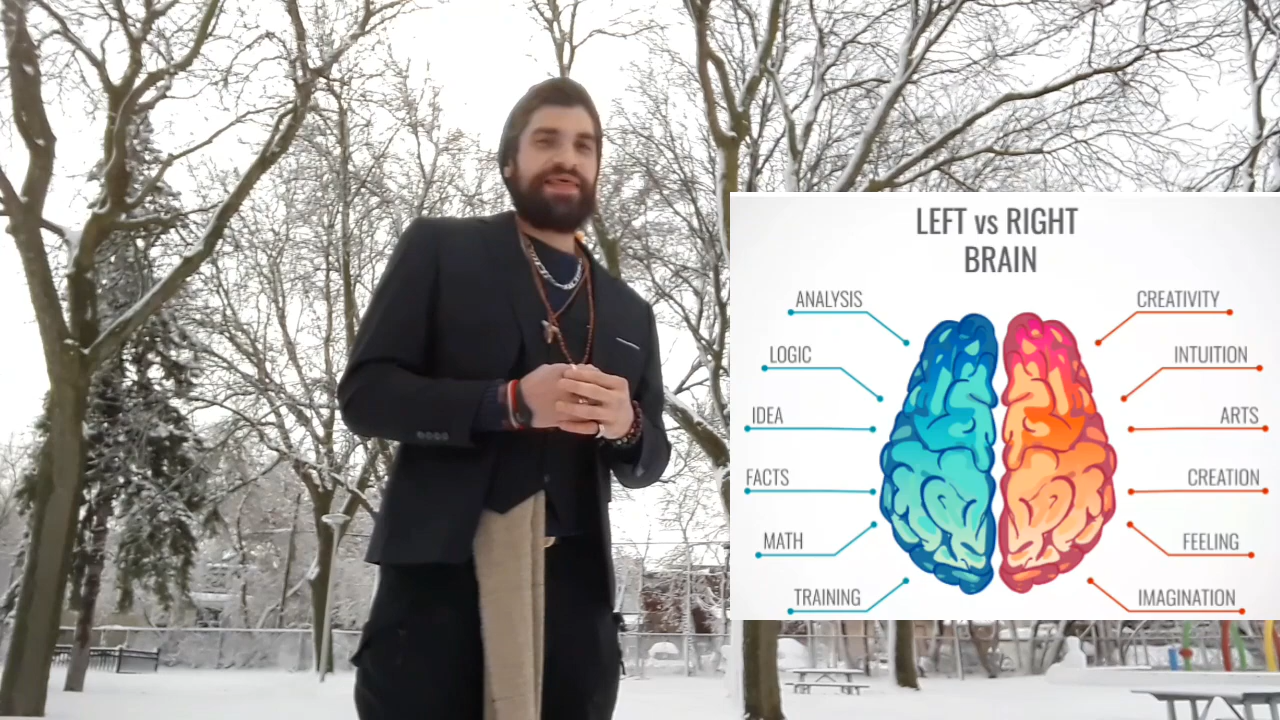 LEFT vs RIGHT
BRAIN
ANALYSIS
LOGIC
IDEA
FACTS
MATH
TRAINING
CREATIVITY
INTUITION
ARTS
CREATION
FEELING
IMAGINATION